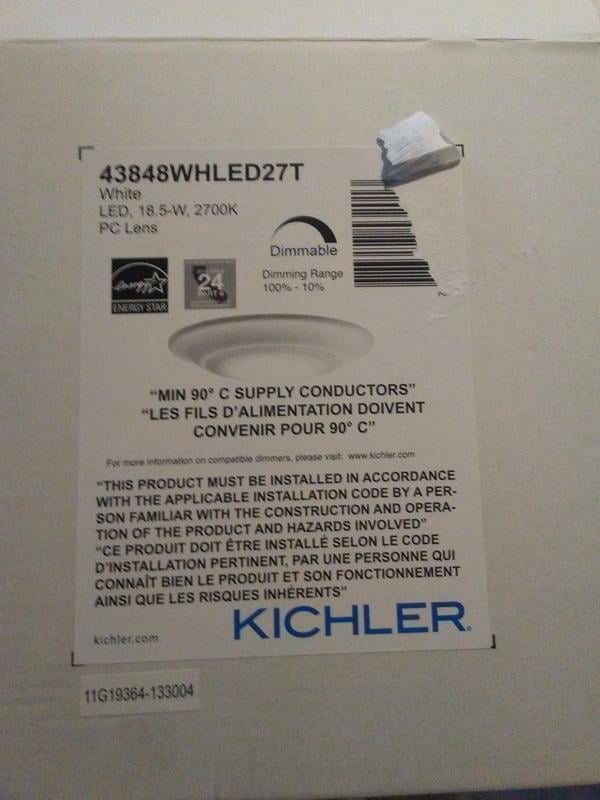 43848WHLED27T
White
LED, 18.5-W, 2700K
PC Lens
Dimmable
Dimming Range
100% - 10%
energy
ENERGY STAR
24
PART 6
7
“MIN 90° C SUPPLY CONDUCTORS”
“LES FILS D’ALIMENTATION DOIVENT
CONVENIR POUR 90° C”
For more information on compatible dimmers, please visit: www.kichler.com
“THIS PRODUCT MUST BE INSTALLED IN ACCORDANCE
WITH THE APPLICABLE INSTALLATION CODE BY A PER-
SON FAMILIAR WITH THE CONSTRUCTION AND OPERA-
TION OF THE PRODUCT AND HAZARDS INVOLVED”
“CE PRODUIT DOIT ÊTRE INSTALLÉ SELON LE CODE
D’INSTALLATION PERTINENT, PAR UNE PERSONNE QUI
CONNAÎT BIEN LE PRODUIT ET SON FONCTIONNEMENT
AINSI QUE LES RISQUES INHÉRENTS”
KICHLER®
kichler.com
11G19364-133004